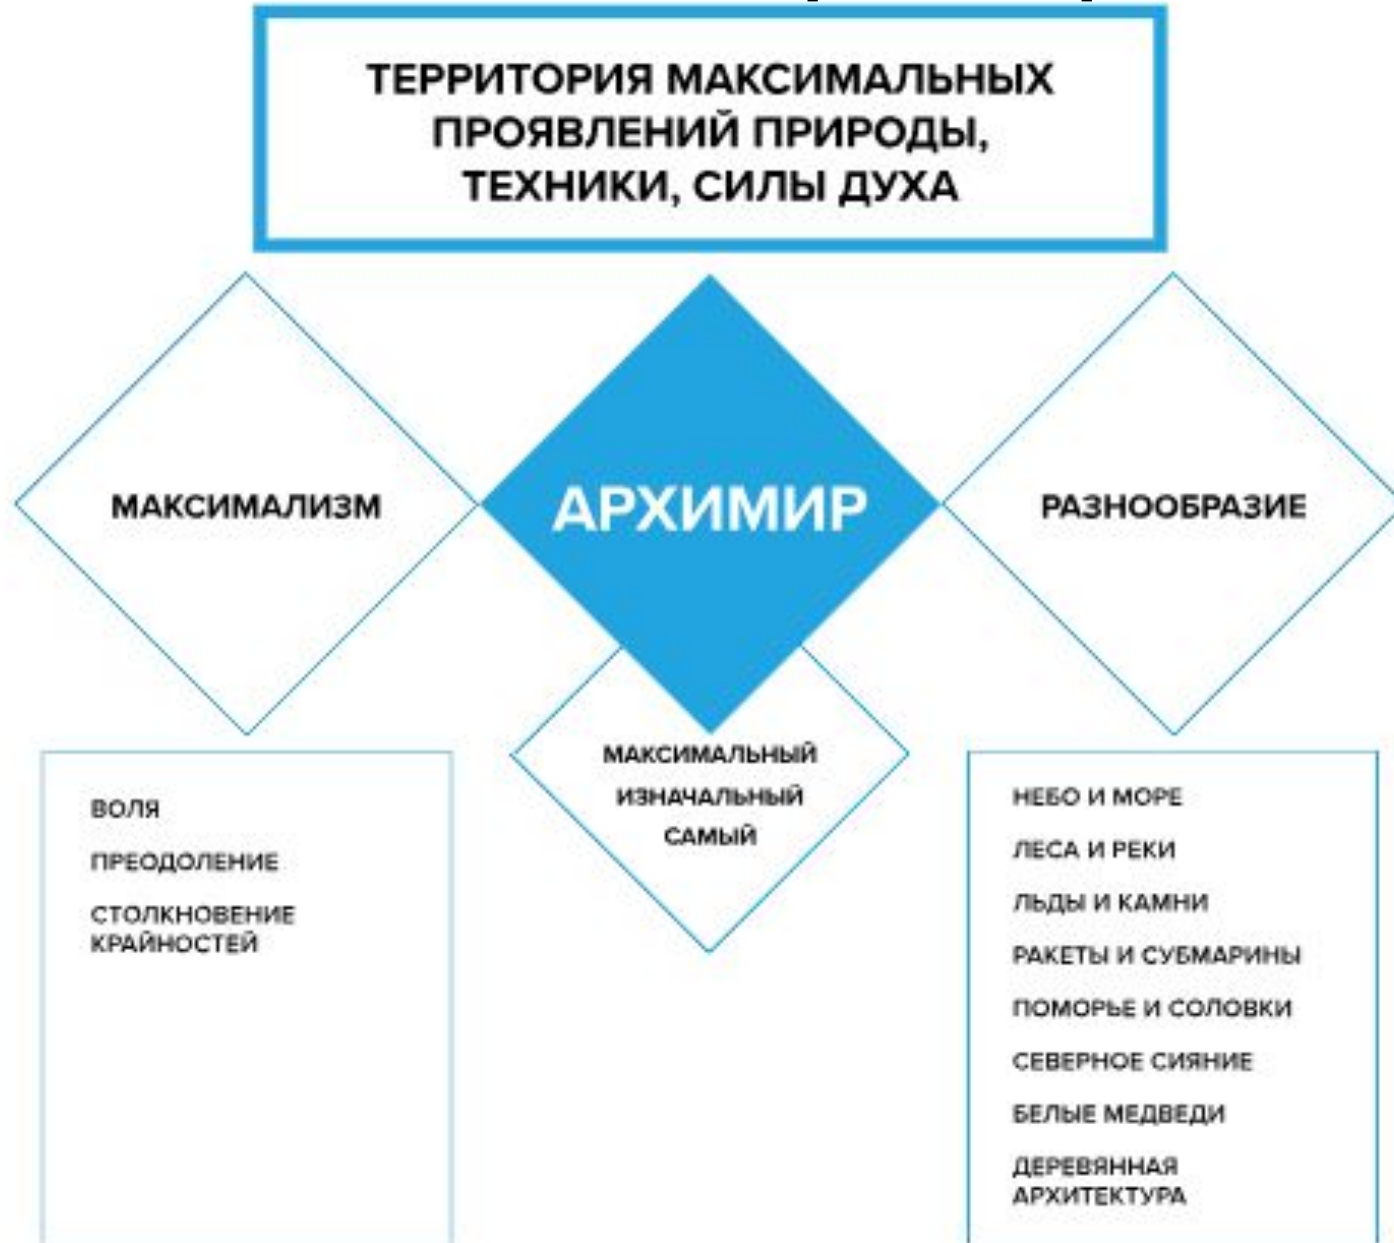 ТЕРРИТОРИЯ МАКСИМАЛЬНЫХ
ПРОЯВЛЕНИЙ ПРИРОДЫ,
ТЕХНИКИ, СИЛЫ ДУХА
МАКСИМАЛИЗМ
АРХИМИР
РАЗНООБРАЗИЕ
МАКСИМАЛЬНЫЙ
ИЗНАЧАЛЬНЫЙ
САМЫЙ
ВОЛЯ
ПРЕОДОЛЕНИЕ
СТОЛКНОВЕНИЕ
КРАЙНОСТЕЙ
НЕБО И МОРЕ
ЛЕСА И РЕКИ
ЛЬДЫ И КАМНИ
РАКЕТЫ И СУБМАРИНЫ
ПОМОРЬЕ И СОЛОВКИ
СЕВЕРНОЕ СИЯНИЕ
БЕЛЫЕ МЕДВЕДИ
ДЕРЕВЯННАЯ
АРХИТЕКТУРА